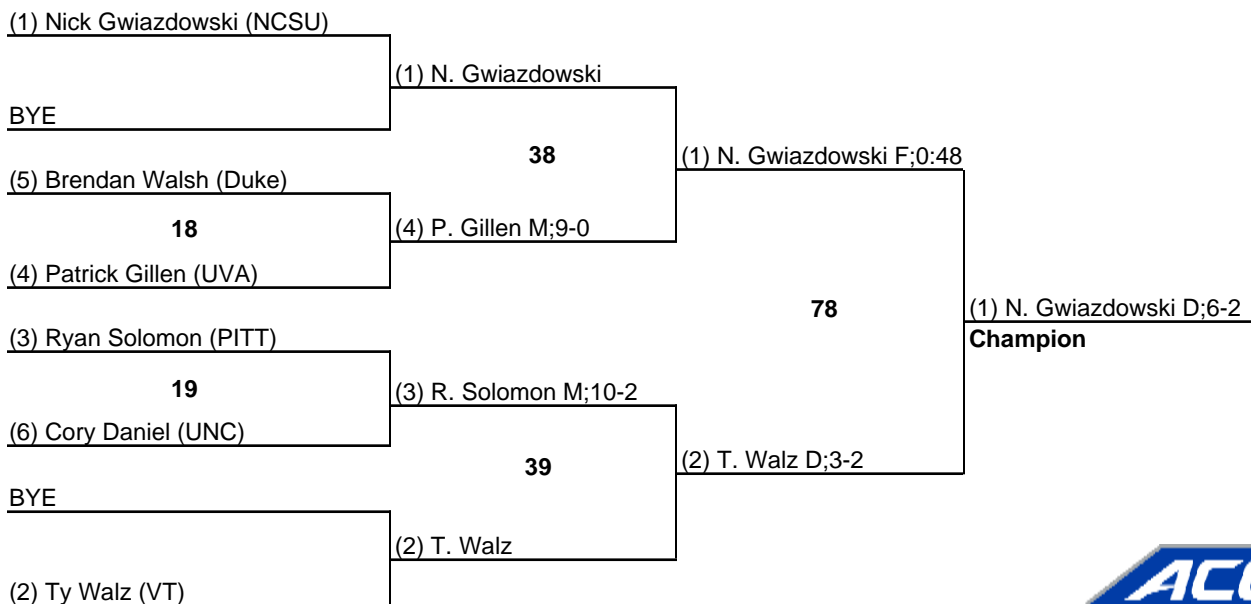 (1) Nick Gwiazdowski (NCSU)
(1) N. Gwiazdowski
BYE
38
(1) N. Gwiazdowski F;0:48
(5) Brendan Walsh (Duke)
18
(4) P. Gillen M;9-0
(4) Patrick Gillen (UVA)
78
(1) N. Gwiazdowski D;6-2
Champion
(3) Ryan Solomon (PITT)
19
(3) R. Solomon M;10-2
(6) Cory Daniel (UNC)
39
(2) T. Walz D;3-2
BYE
(2) T. Walz
(2) Ty Walz (VT)
ACC